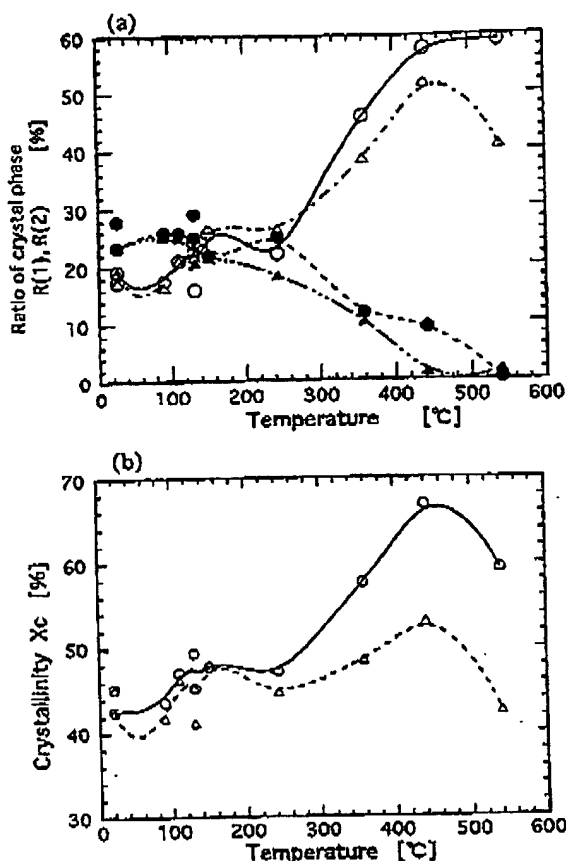 (a)
60
50
40
30
20
10
0
Ratio of crystal phase
R(1), R(2) [%]
0 100 200 300 400 500 600
Temperature [℃]
(b)
70
60
50
40
30
Crystallinity Xc [%]
0 100 200 300 400 500 600
Temperature [℃]